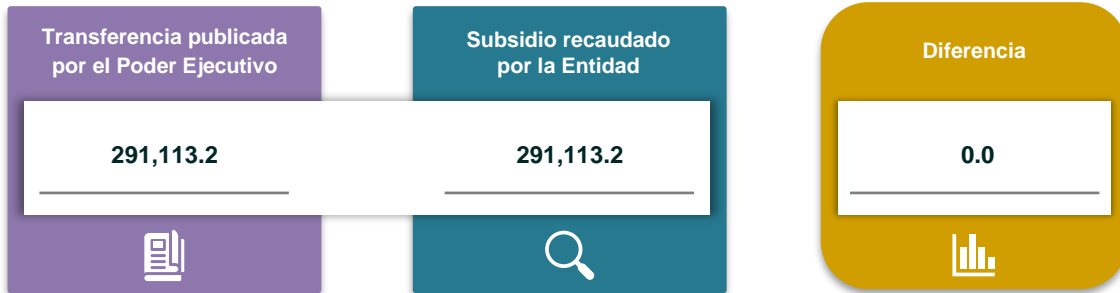 Transferencia publicada
por el Poder Ejecutivo
Subsidio recaudado
por la Entidad
Diferencia
291,113.2
291,113.2
0.0